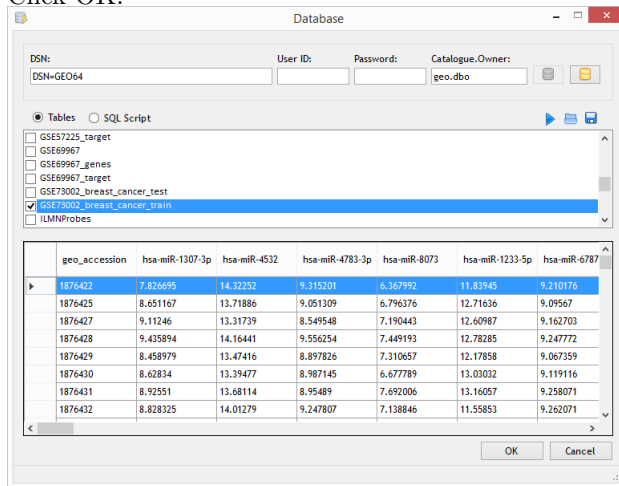 Click OK.
Database
DSN: User ID: Password: Catalogue.Owner:
DSN=GEO64 geo.dbo
Tables SQL Script
GSE57225_target
GSE69967
GSE69967_genes
GSE69967_target
GSE73002_breast_cancer_test
GSE73002_breast_cancer_train
ILMNProbes
geo_accession hsa-miR-1307-3p hsa-miR-4532 hsa-miR-4783-3p hsa-miR-8073 hsa-miR-1233-5p hsa-miR-6787
1876422 7.826695 14.32252 9.315201 6.367992 11.83945 9.210176
1876425 8.651167 13.71886 9.051309 6.796376 12.71636 9.09567
1876427 9.11246 13.31739 8.549548 7.190443 12.60987 9.162703
1876428 9.435894 14.16441 9.556254 7.449193 12.78285 9.247772
1876429 8.458979 13.47416 8.897826 7.310657 12.17858 9.067359
1876430 8.62834 13.39477 8.987145 6.677789 13.03032 9.119116
1876431 8.92551 13.68114 8.95489 7.692006 13.16057 9.258071
1876432 8.828325 14.01279 9.247807 7.138846 11.55853 9.262071
OK Cancel